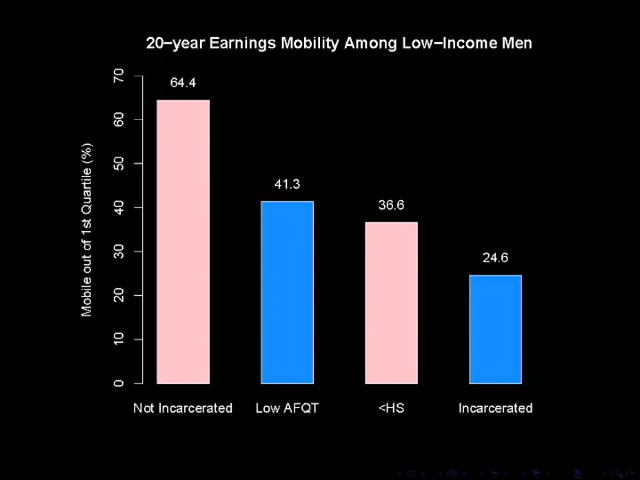 20-year Earnings Mobility Among Low-Income Men
Mobile out of 1st Quartile (%)
70
60
50
40
30
20
10
0
64.4
41.3
36.6
24.6
Not Incarcerated
Low AFQT
<HS
Incarcerated